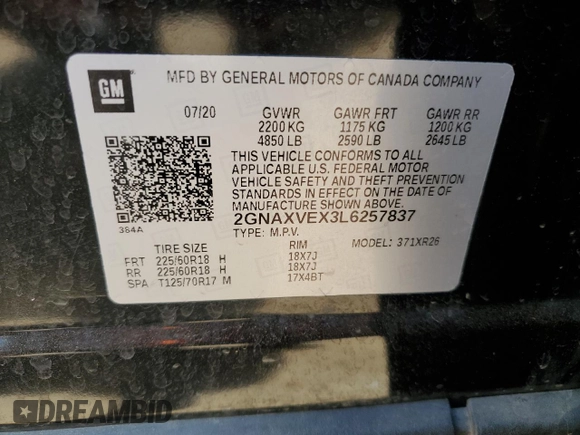 GM
MFD BY GENERAL MOTORS OF CANADA COMPANY
07/20 GVWR GAWR FRT GAWR RR
2200 KG 1175 KG 1200 KG
4850 LB 2590 LB 2645 LB
THIS VEHICLE CONFORMS TO ALL
APPLICABLE U.S. FEDERAL MOTOR
VEHICLE SAFETY AND THEFT PREVENTION
STANDARDS IN EFFECT ON THE DATE OF
MANUFACTURE SHOWN ABOVE.
384A
2GNAXVEX3L6257837
TYPE: M.P.V.
TIRE SIZE RIM MODEL: 371XR26
FRT 225/60R18 H 18X7J
RR 225/60R18 H 18X7J
SPA T125/70R17 M 17X4BT
DREAMBID